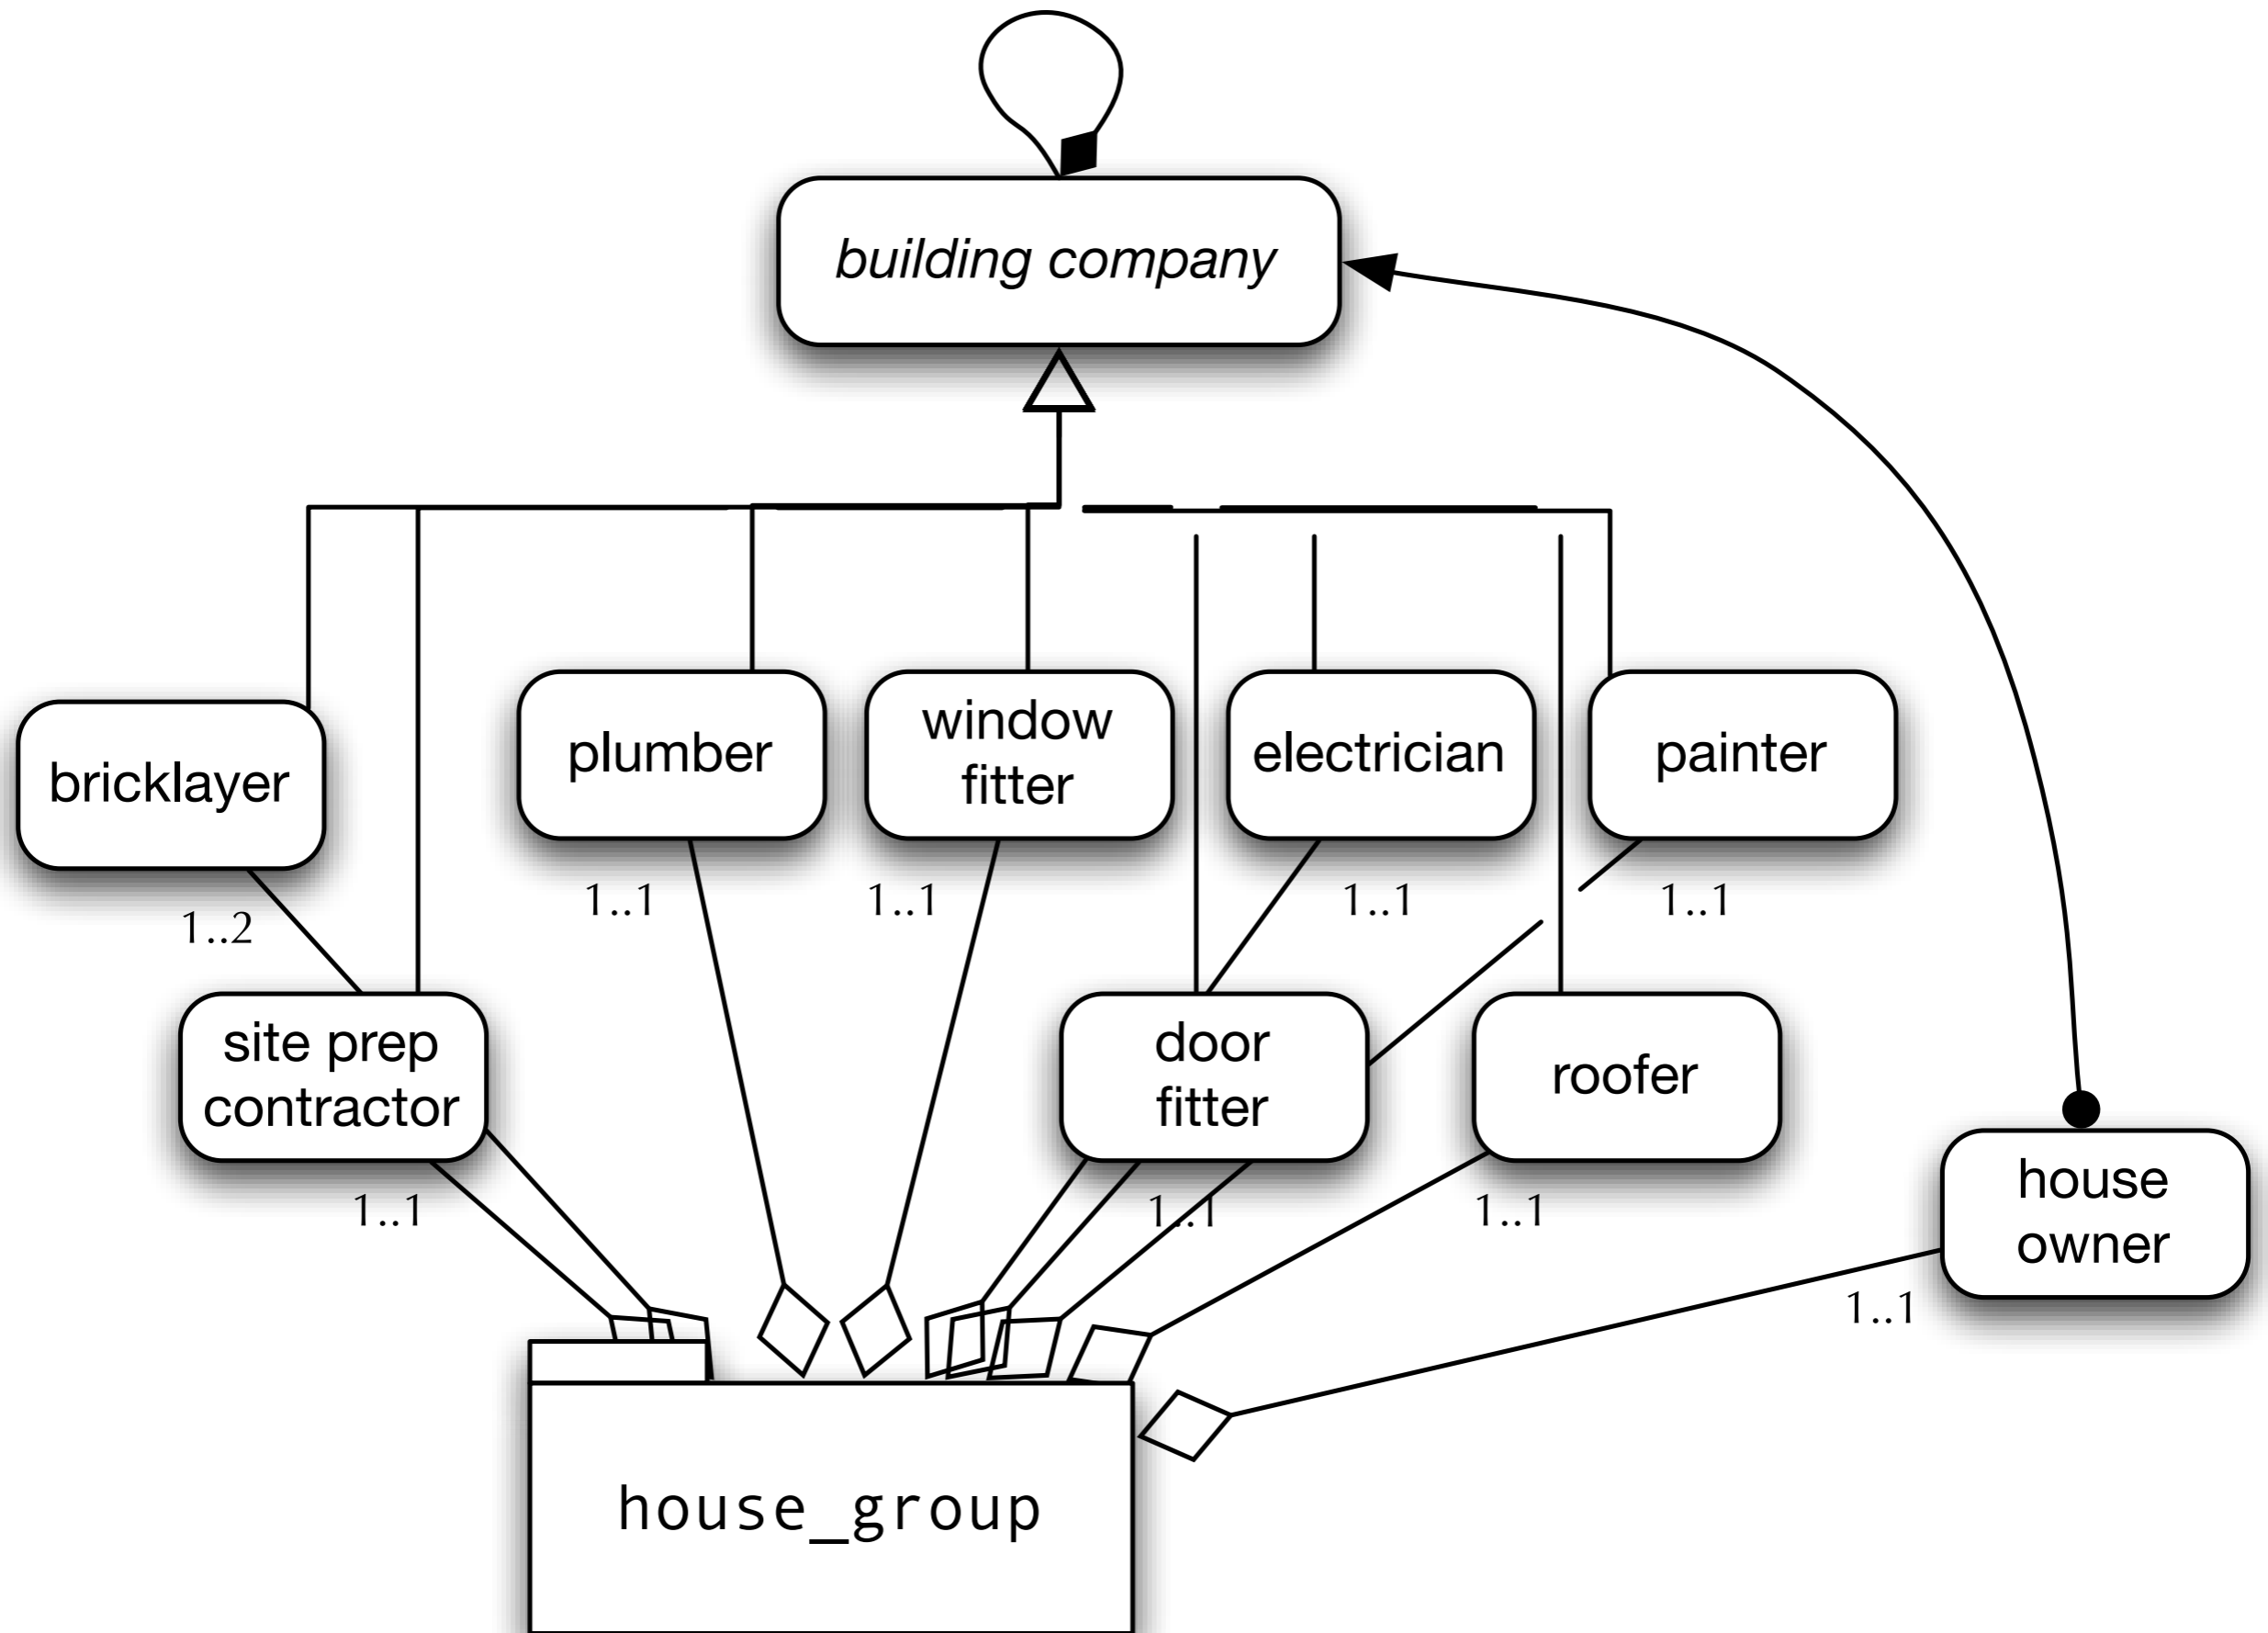 building company
bricklayer
plumber
window
fitter
electrician
painter
1..2
1..1
1..1
1..1
1..1
site prep
contractor
door
fitter
roofer
house
owner
1..1
1..1
1..1
1..1
house_group